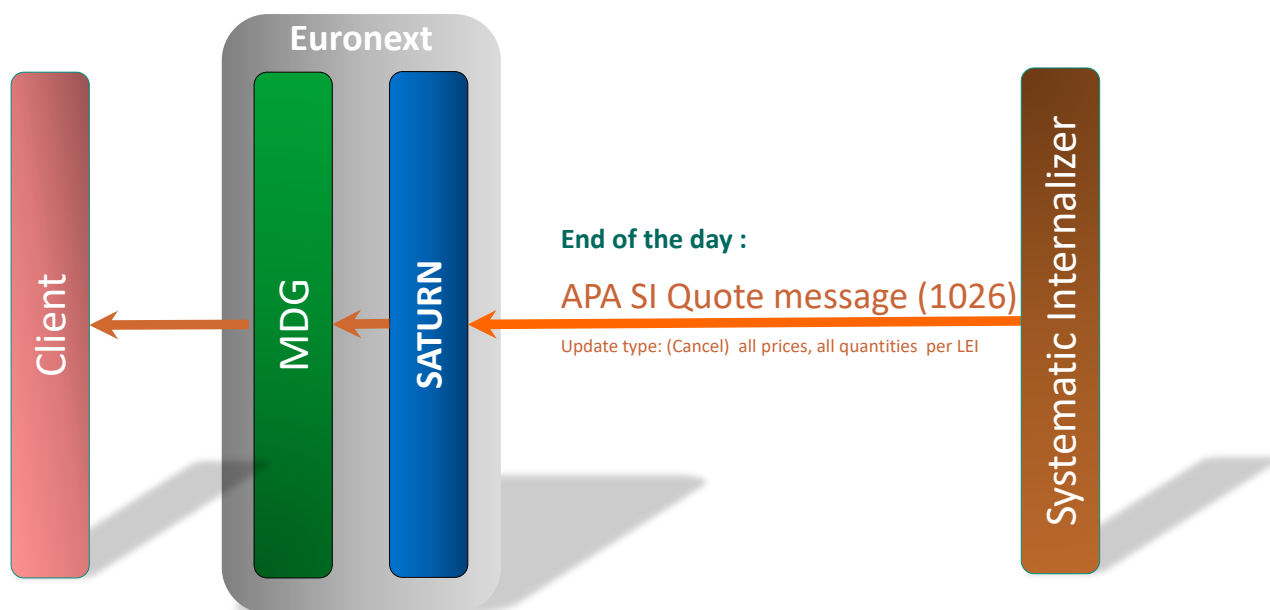 Euronext
Client
MDG
SATURN
End of the day :
APA SI Quote message (1026)
Update type: (Cancel) all prices, all quantities per LEI
Systematic Internalizer